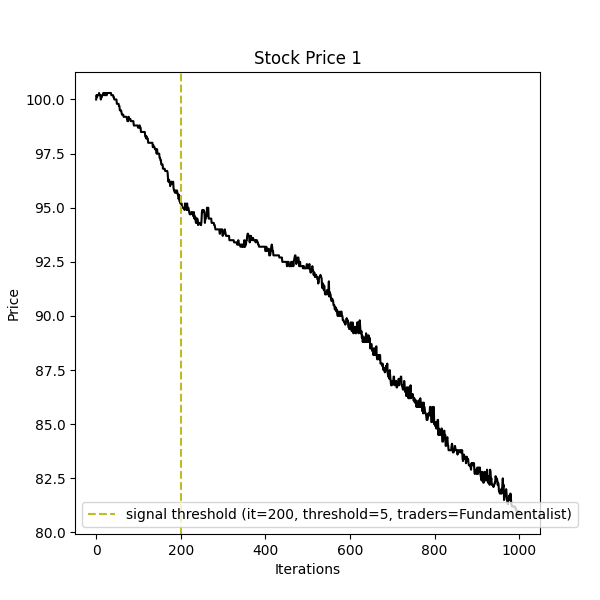 Stock Price 1
Price
100.0
97.5
95.0
92.5
90.0
87.5
85.0
82.5
80.0
signal threshold (it=200, threshold=5, traders=Fundamentalist)
0 200 400 600 800 1000
Iterations